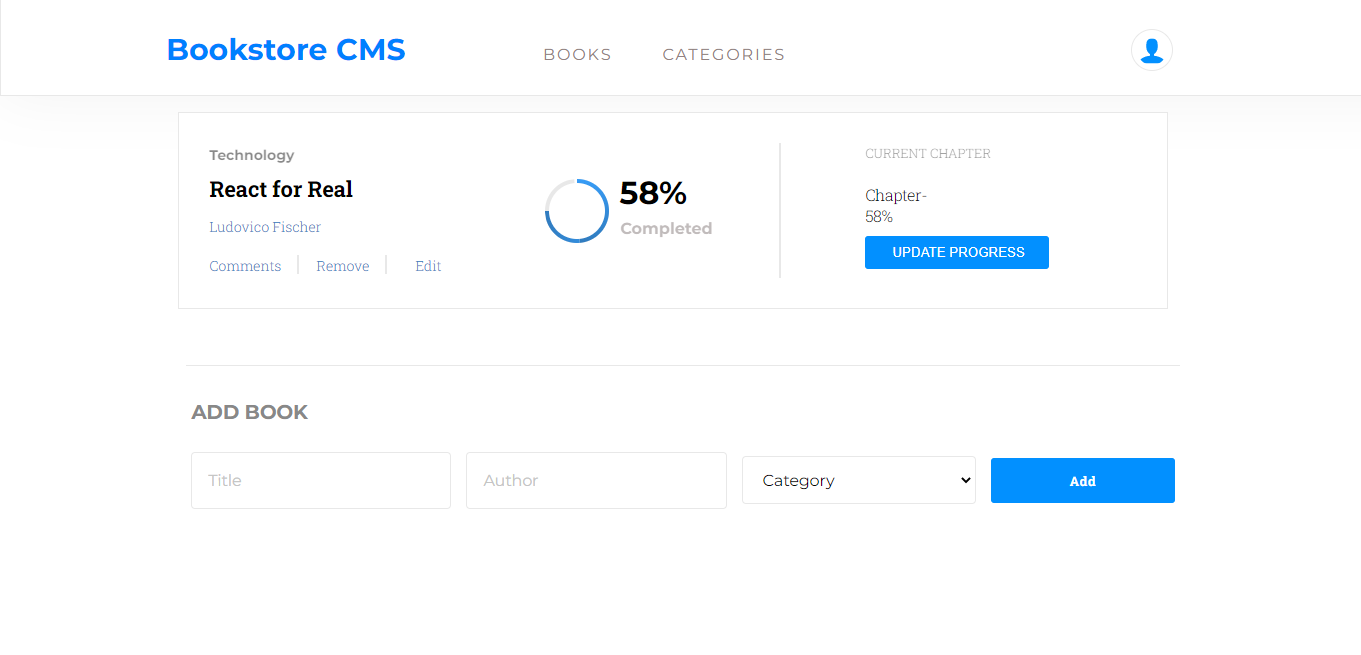 Bookstore CMS
BOOKS
CATEGORIES
Technology
React for Real
Ludovico Fischer
Comments
Remove
Edit
58%
Completed
CURRENT CHAPTER
Chapter-
58%
UPDATE PROGRESS
ADD BOOK
Title
Author
Category
Add